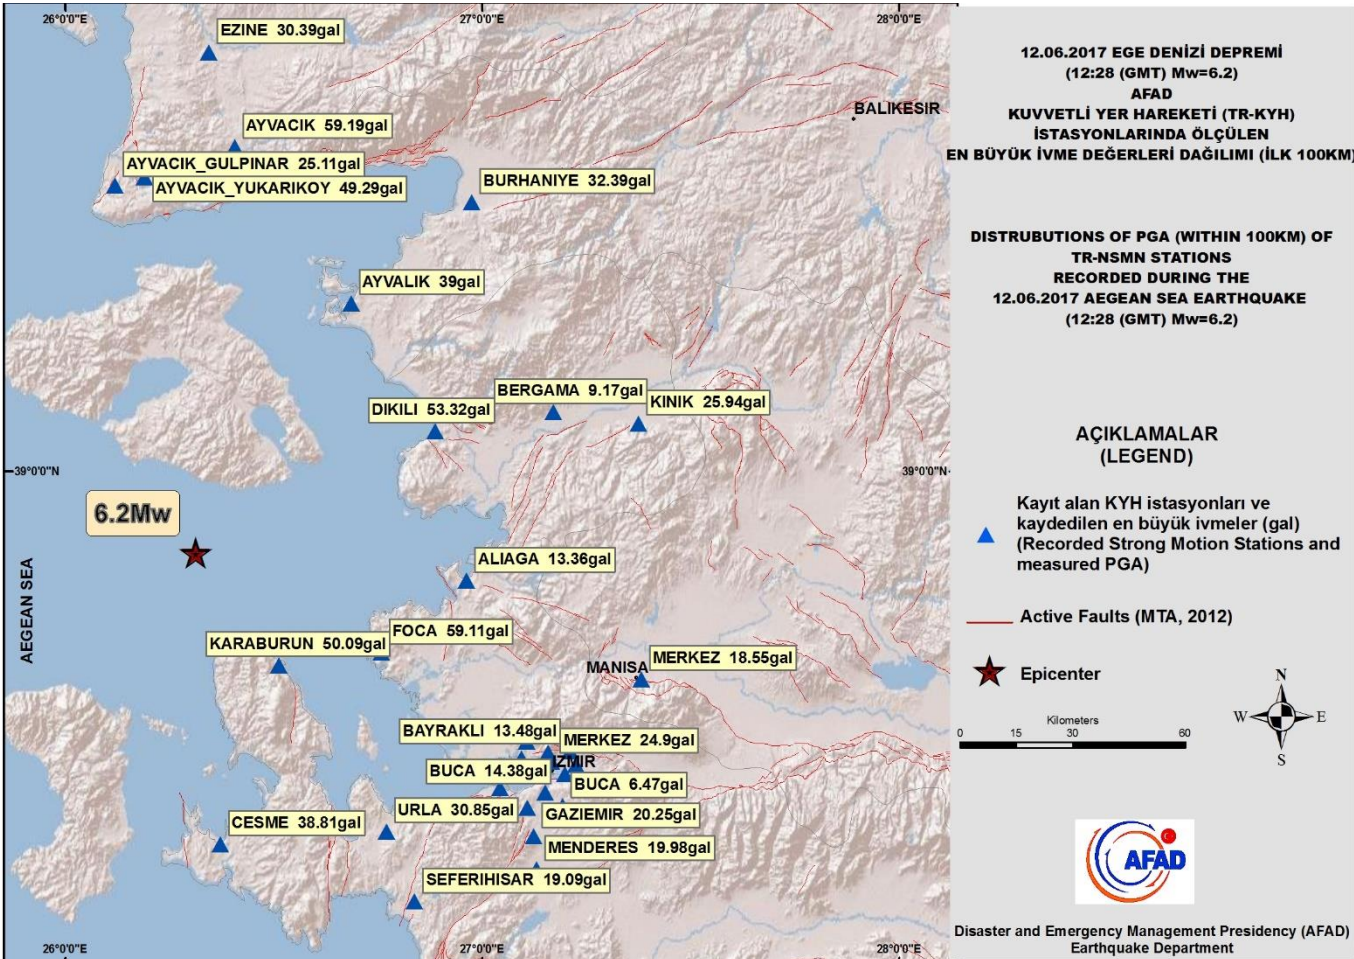 26°0'0"E
27°0'0"E
28°0'0"E
EZINE 30.39gal
BALIKESIR
AYVACIK 59.19gal
AYVACIK_GULPINAR 25.11gal
AYVACIK_YUKARIKOY 49.29gal
BURHANIYE 32.39gal
AYVALIK 39gal
BERGAMA 9.17gal
DIKILI 53.32gal
KINIK 25.94gal
39°0'0"N
39°0'0"N
6.2Mw
AEGEAN SEA
ALIAGA 13.36gal
FOCA 59.11gal
KARABURUN 50.09gal
MANISA
MERKEZ 18.55gal
BAYRAKLI 13.48gal
MERKEZ 24.9gal
IZMIR
BUCA 14.38gal
BUCA 6.47gal
URLA 30.85gal
GAZIEMIR 20.25gal
CESME 38.81gal
MENDERES 19.98gal
SEFERIHISAR 19.09gal
26°0'0"E
27°0'0"E
28°0'0"E
12.06.2017 EGE DENİZİ DEPREMİ
(12:28 (GMT) Mw=6.2)
AFAD
KUVVETLİ YER HAREKETİ (TR-KYH)
İSTASYONLARINDA ÖLÇÜLEN
EN BÜYÜK İVME DEĞERLERİ DAĞILIMI (İLK 100KM)
DISTRUBUTIONS OF PGA (WITHIN 100KM) OF
TR-NSMN STATIONS
RECORDED DURING THE
12.06.2017 AEGEAN SEA EARTHQUAKE
(12:28 (GMT) Mw=6.2)
AÇIKLAMALAR
(LEGEND)
Kayıt alan KYH istasyonları ve
kaydedilen en büyük ivmeler (gal)
(Recorded Strong Motion Stations and
measured PGA)
Active Faults (MTA, 2012)
Epicenter
N
W E
S
Kilometers
0 15 30 60
AFAD
Disaster and Emergency Management Presidency (AFAD)
Earthquake Department